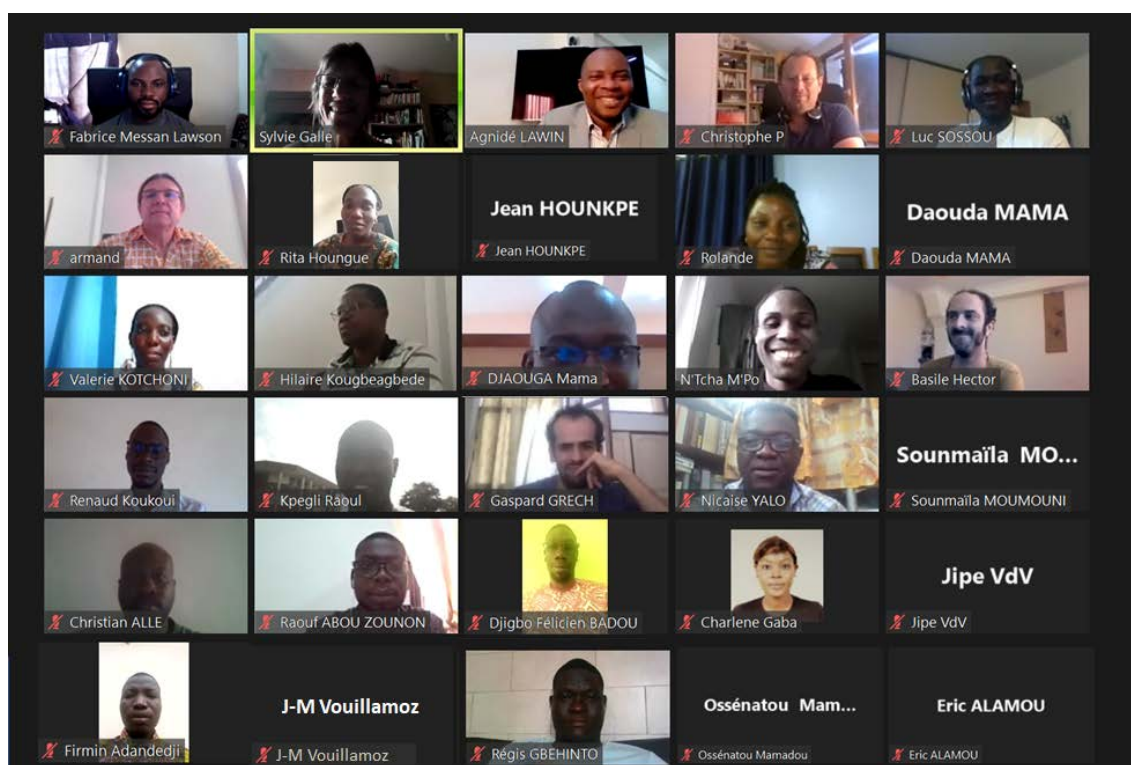 Fabrice Messan Lawson
Sylvie Galle
Agnidé LAWIN
Christophe P
Luc SOSSOU
armand
Rita Houngue
Jean HOUNKPE
Jean HOUNKPE
Rolande
Daouda MAMA
Daouda MAMA
Valerie KOTCHONI
Hilaire Kougbeagbede
DJAOUGA Mama
N'Tcha M'Po
Basile Hector
Renaud Koukoui
Kpegli Raoul
Gaspard GRECH
Nicaise YALO
Sounmaïla MO...
Sounmaïla MOUMOUNI
Christian ALLE
Raouf ABOU ZOUNON
Djigbo Félicien BADOU
Charlene Gaba
Jipe VdV
Jipe VdV
Firmin Adandedji
J-M Vouillamoz
J-M Vouillamoz
Régis GBEHINTO
Ossénatou Mam...
Ossénatou Mamadou
Eric ALAMOU
Eric ALAMOU